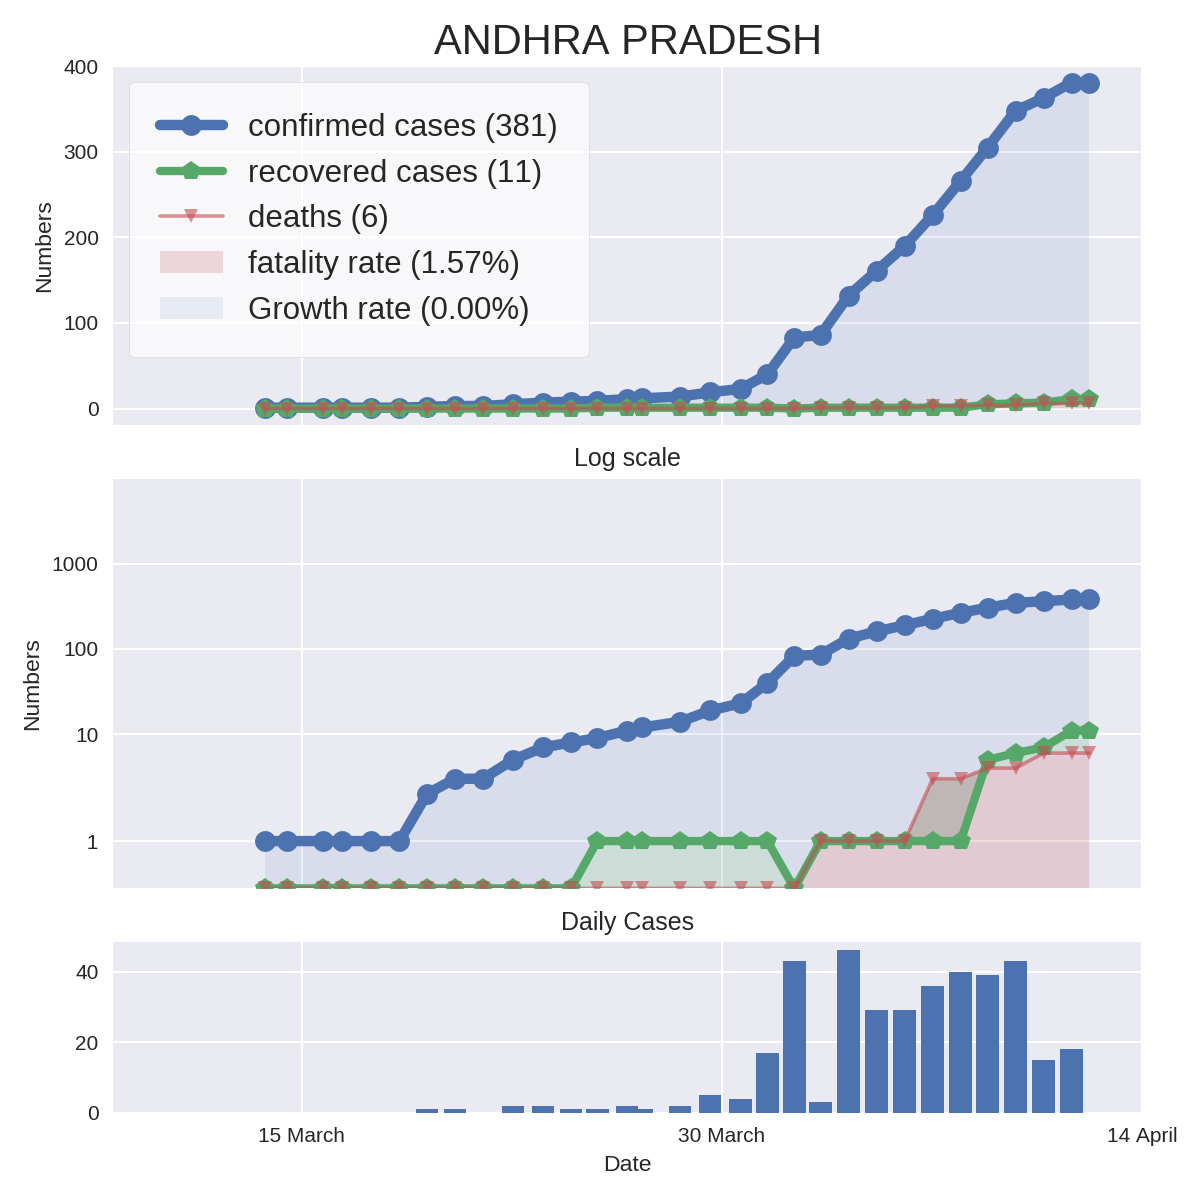 ANDHRA PRADESH
400
300
200
100
0
Numbers
confirmed cases (381)
recovered cases (11)
deaths (6)
fatality rate (1.57%)
Growth rate (0.00%)
Log scale
1000
100
10
1
Numbers
Daily Cases
40
20
0
15 March
30 March
14 April
Date